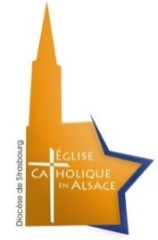 Diocèse de Strasbourg
ÉGLISE
CATHOLIQUE
EN ALSACE